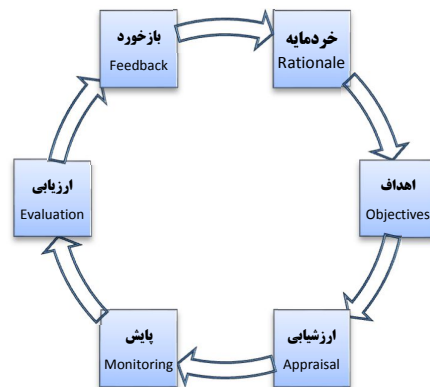 خردمایه
Rationale
اهداف
Objectives
ارزشیابی
Appraisal
پایش
Monitoring
ارزیابی
Evaluation
بازخورد
Feedback